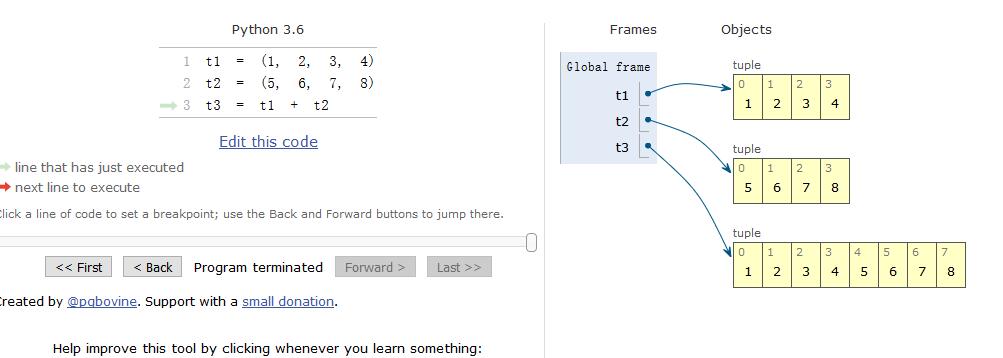 Python 3.6
1 t1 = (1, 2, 3, 4)
2 t2 = (5, 6, 7, 8)
3 t3 = t1 + t2
Edit this code
line that has just executed
next line to execute
Click a line of code to set a breakpoint; use the Back and Forward buttons to jump there.
<< First < Back Program terminated Forward > Last >>
Created by @pgbovine. Support with a small donation.
Help improve this tool by clicking whenever you learn something:
Frames Objects
Global frame
t1
t2
t3
tuple
0 1 2 3
1 2 3 4
tuple
0 1 2 3
5 6 7 8
tuple
0 1 2 3 4 5 6 7
1 2 3 4 5 6 7 8